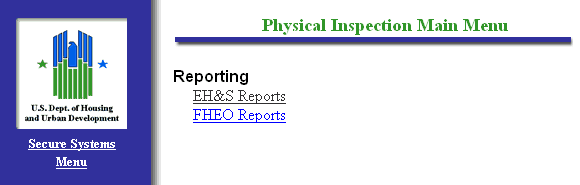 U.S. Dept. of Housing
and Urban Development
Secure Systems
Menu
Physical Inspection Main Menu
Reporting
EH&S Reports
FHEO Reports